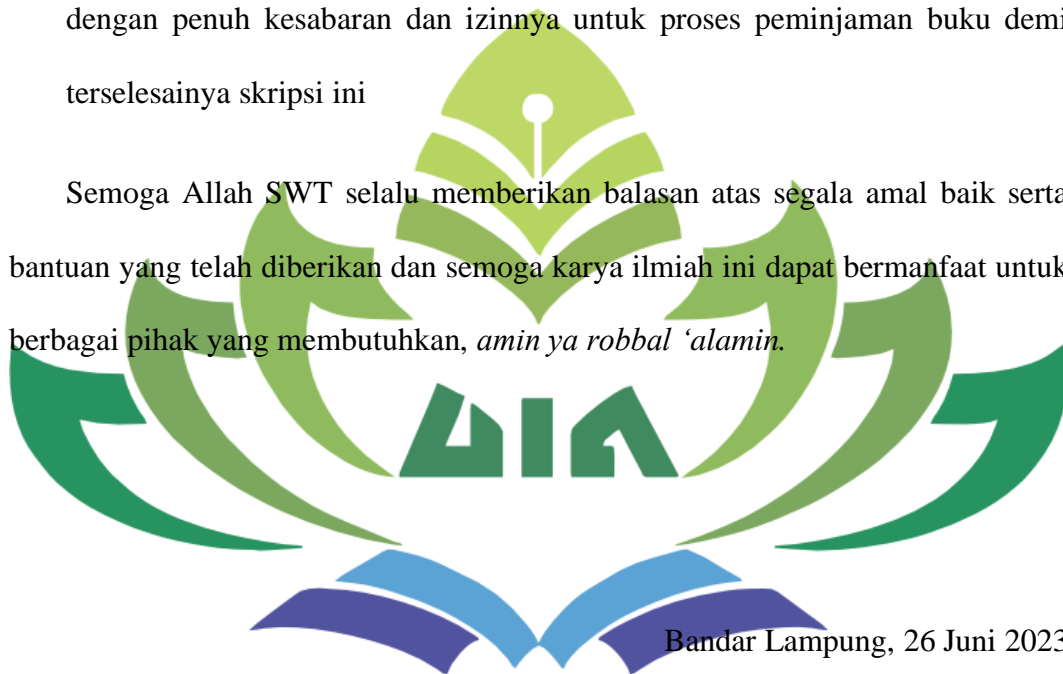 dengan penuh kesabaran dan izinnya untuk proses peminjaman buku demi
terselesainya skripsi ini
Semoga Allah SWT selalu memberikan balasan atas segala amal baik serta
bantuan yang telah diberikan dan semoga karya ilmiah ini dapat bermanfaat untuk
berbagai pihak yang membutuhkan, amin ya robbal ‘alamin.
UIN
Bandar Lampung, 26 Juni 2023